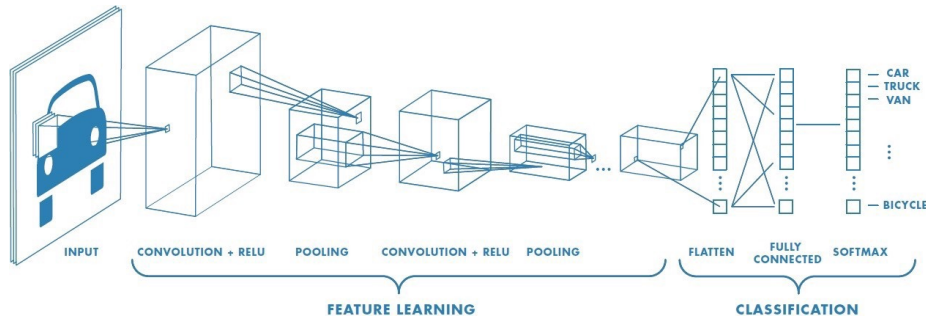 CAR
TRUCK
VAN
...
BICYCLE
INPUT
CONVOLUTION + RELU
POOLING
CONVOLUTION + RELU
POOLING
FLATTEN
FULLY
CONNECTED
SOFTMAX
FEATURE LEARNING
CLASSIFICATION